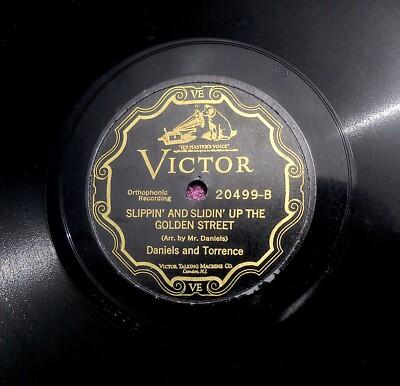 VE
"HIS MASTER'S VOICE"
VICTOR
Orthophonic
Recording
20499-B
SLIPPIN' AND SLIDIN' UP THE
GOLDEN STREET
(Arr. by Mr. Daniels)
Daniels and Torrence
VICTOR TALKING MACHINE CO.
Camden, N.J.
VE